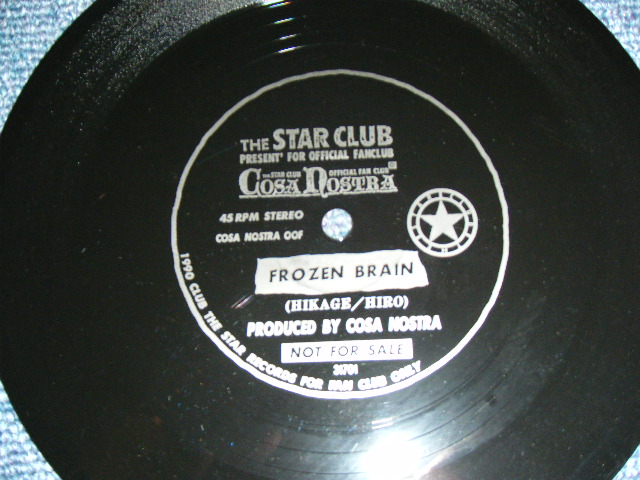 THE STAR CLUB
PRESENT' FOR OFFICIAL FANCLUB
THE STAR CLUB OFFICIAL FAN CLUB
COSA NOSTRA
45 RPM STEREO
COSA NOSTRA OOF
FROZEN BRAIN
(HIKAGE/HIRO)
PRODUCED BY COSA NOSTRA
NOT FOR SALE
31701
1990 CLUB THE STAR RECORDS FOR FAN CLUB ONLY